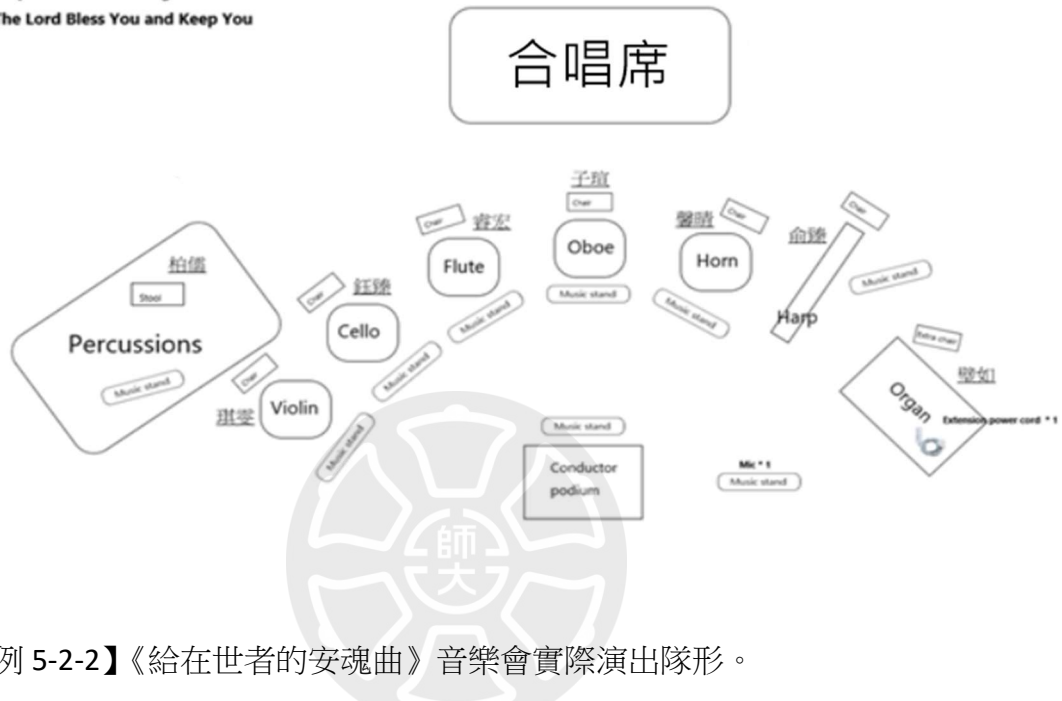 The Lord Bless You and Keep You
合唱席
子瑄
Chair
Oboe
Music stand
睿宏
Chair
Flute
Music stand
馨晴
Chair
Horn
Music stand
俞臻
Chair
Harp
Music stand
柏儒
Stool
Percussions
Music stand
鈺臻
Chair
Cello
Music stand
琪雯
Chair
Violin
Music stand
Extra chair
Organ
Extension power cord * 1
Music stand
Conductor
podium
Mic * 1
Music stand
師大
例 5-2-2】《給在世者的安魂曲》音樂會實際演出隊形。